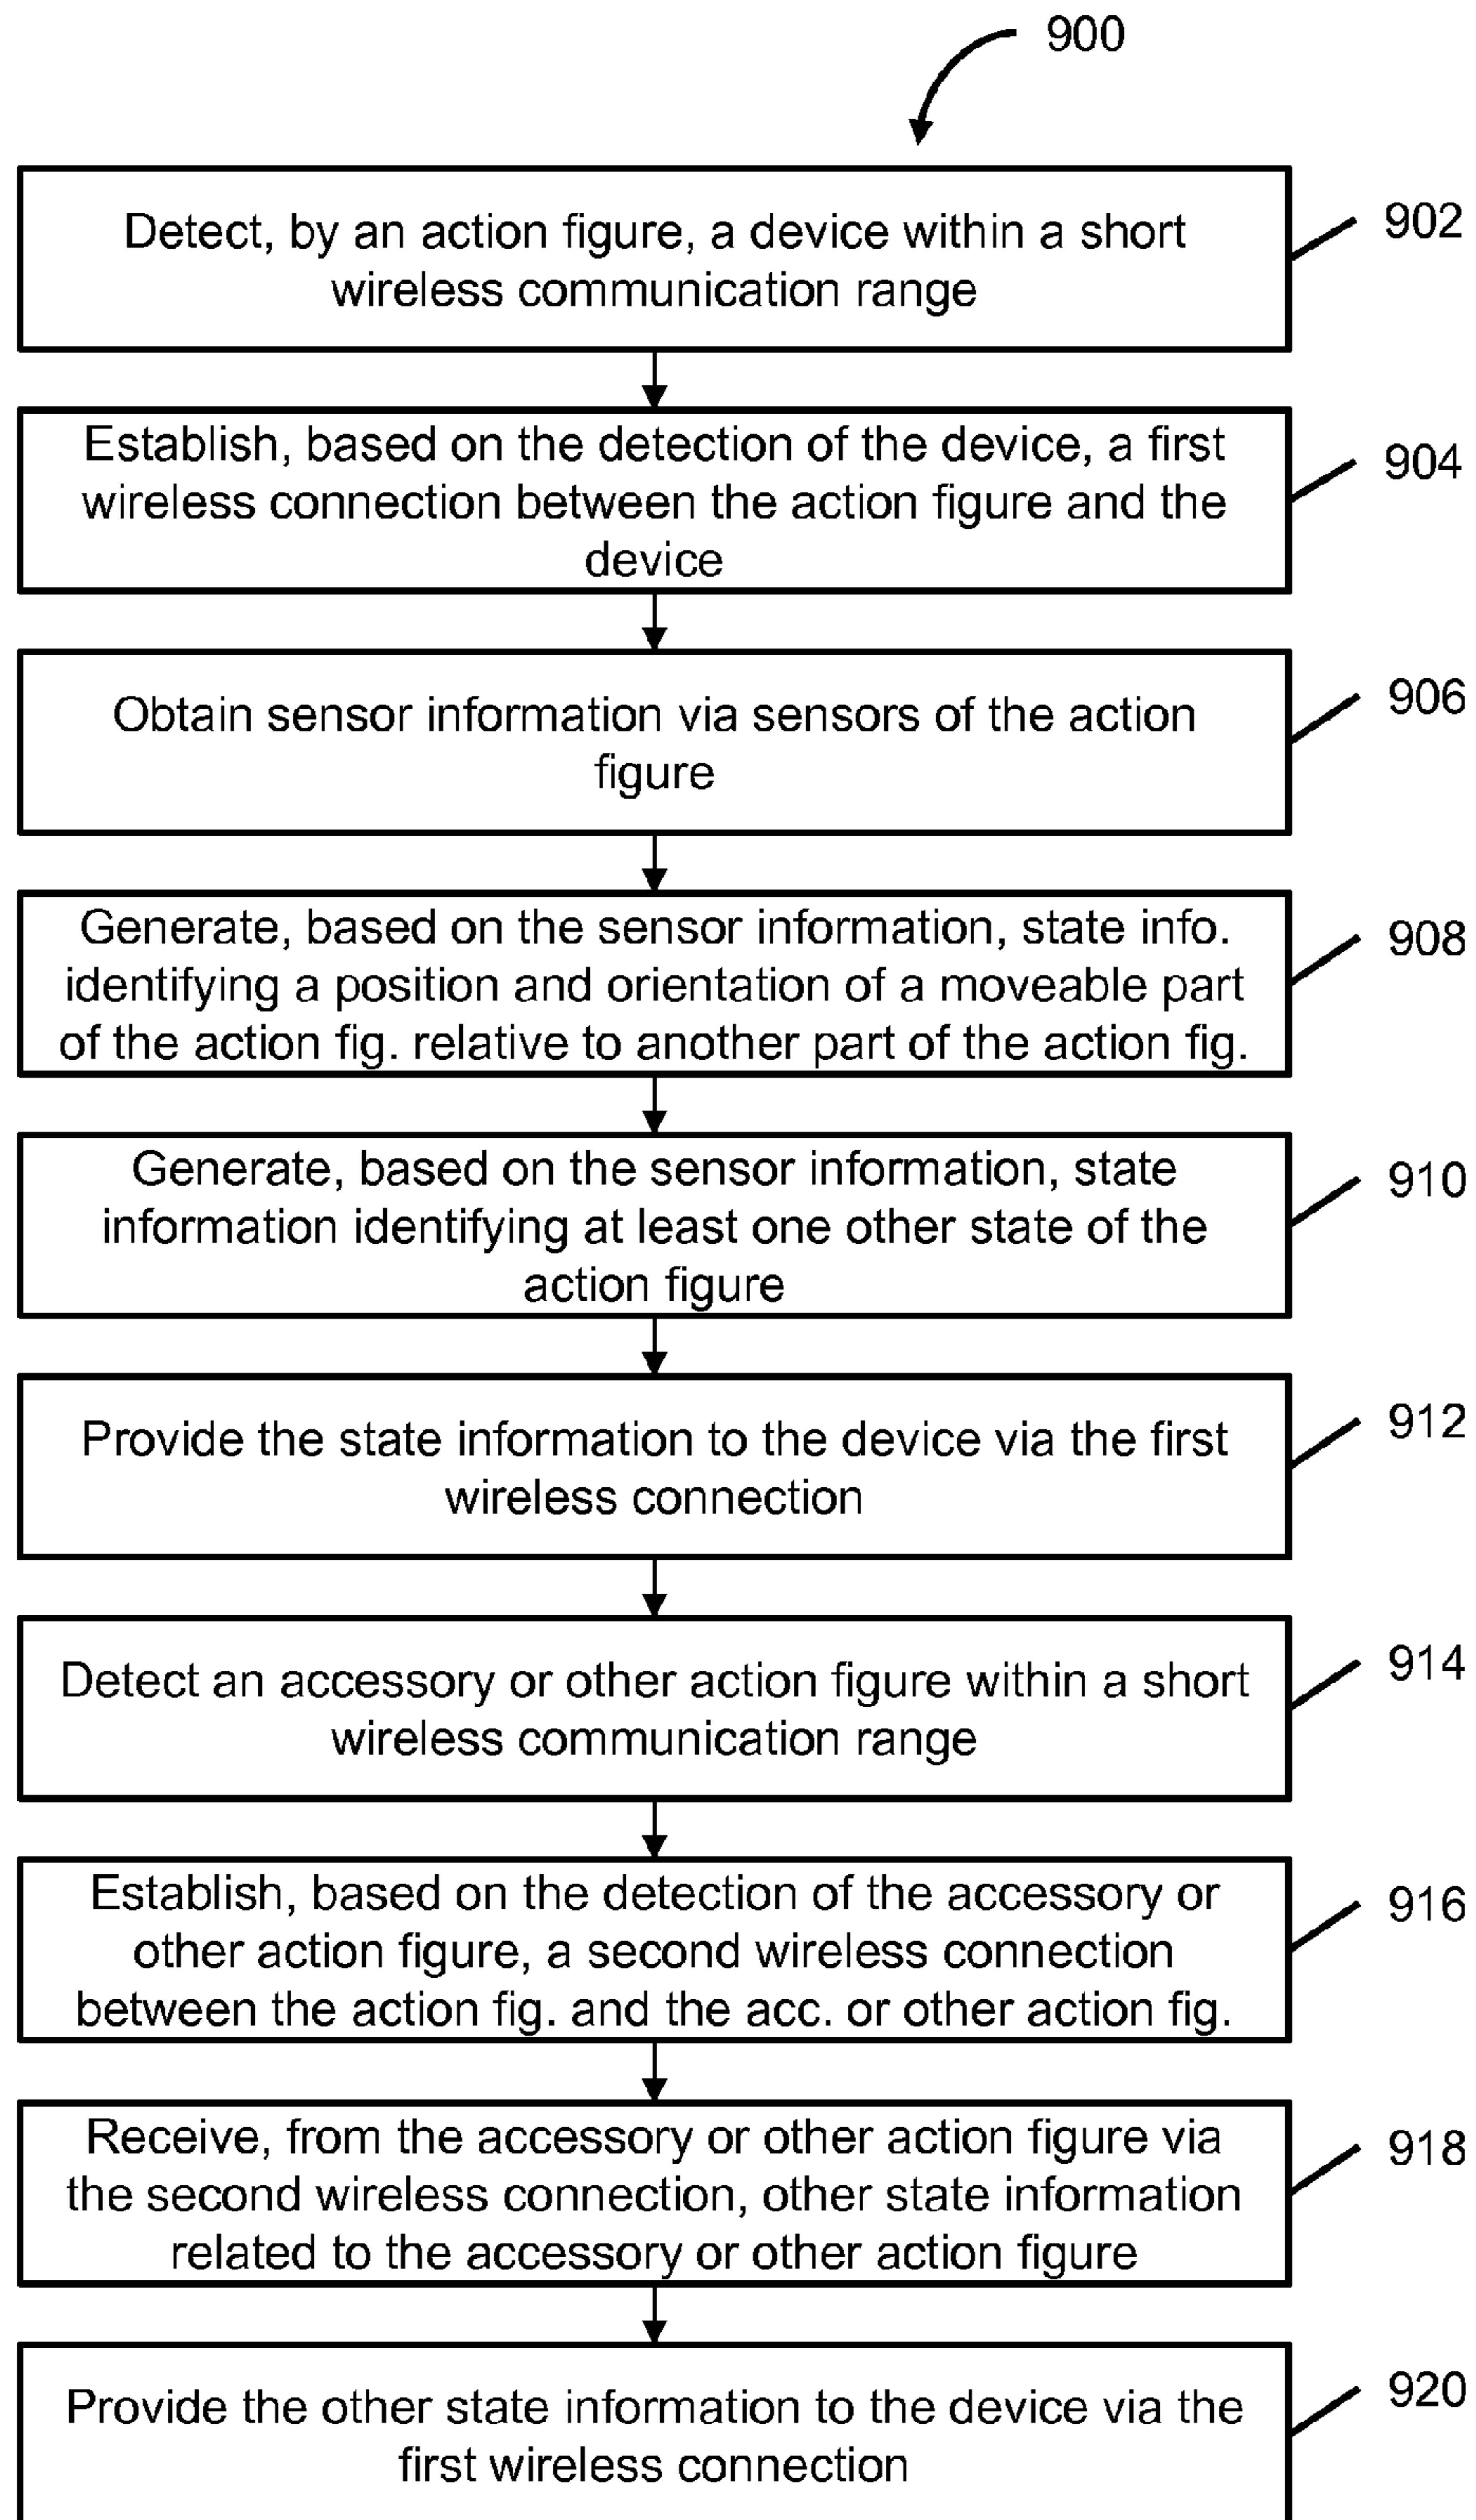 900
Detect, by an action figure, a device within a short
wireless communication range
902
Establish, based on the detection of the device, a first
wireless connection between the action figure and the
device
904
Obtain sensor information via sensors of the action
figure
906
Generate, based on the sensor information, state info.
identifying a position and orientation of a moveable part
of the action fig. relative to another part of the action fig.
908
Generate, based on the sensor information, state
information identifying at least one other state of the
action figure
910
Provide the state information to the device via the first
wireless connection
912
Detect an accessory or other action figure within a short
wireless communication range
914
Establish, based on the detection of the accessory or
other action figure, a second wireless connection
between the action fig. and the acc. or other action fig.
916
Receive, from the accessory or other action figure via
the second wireless connection, other state information
related to the accessory or other action figure
918
Provide the other state information to the device via the
first wireless connection
920